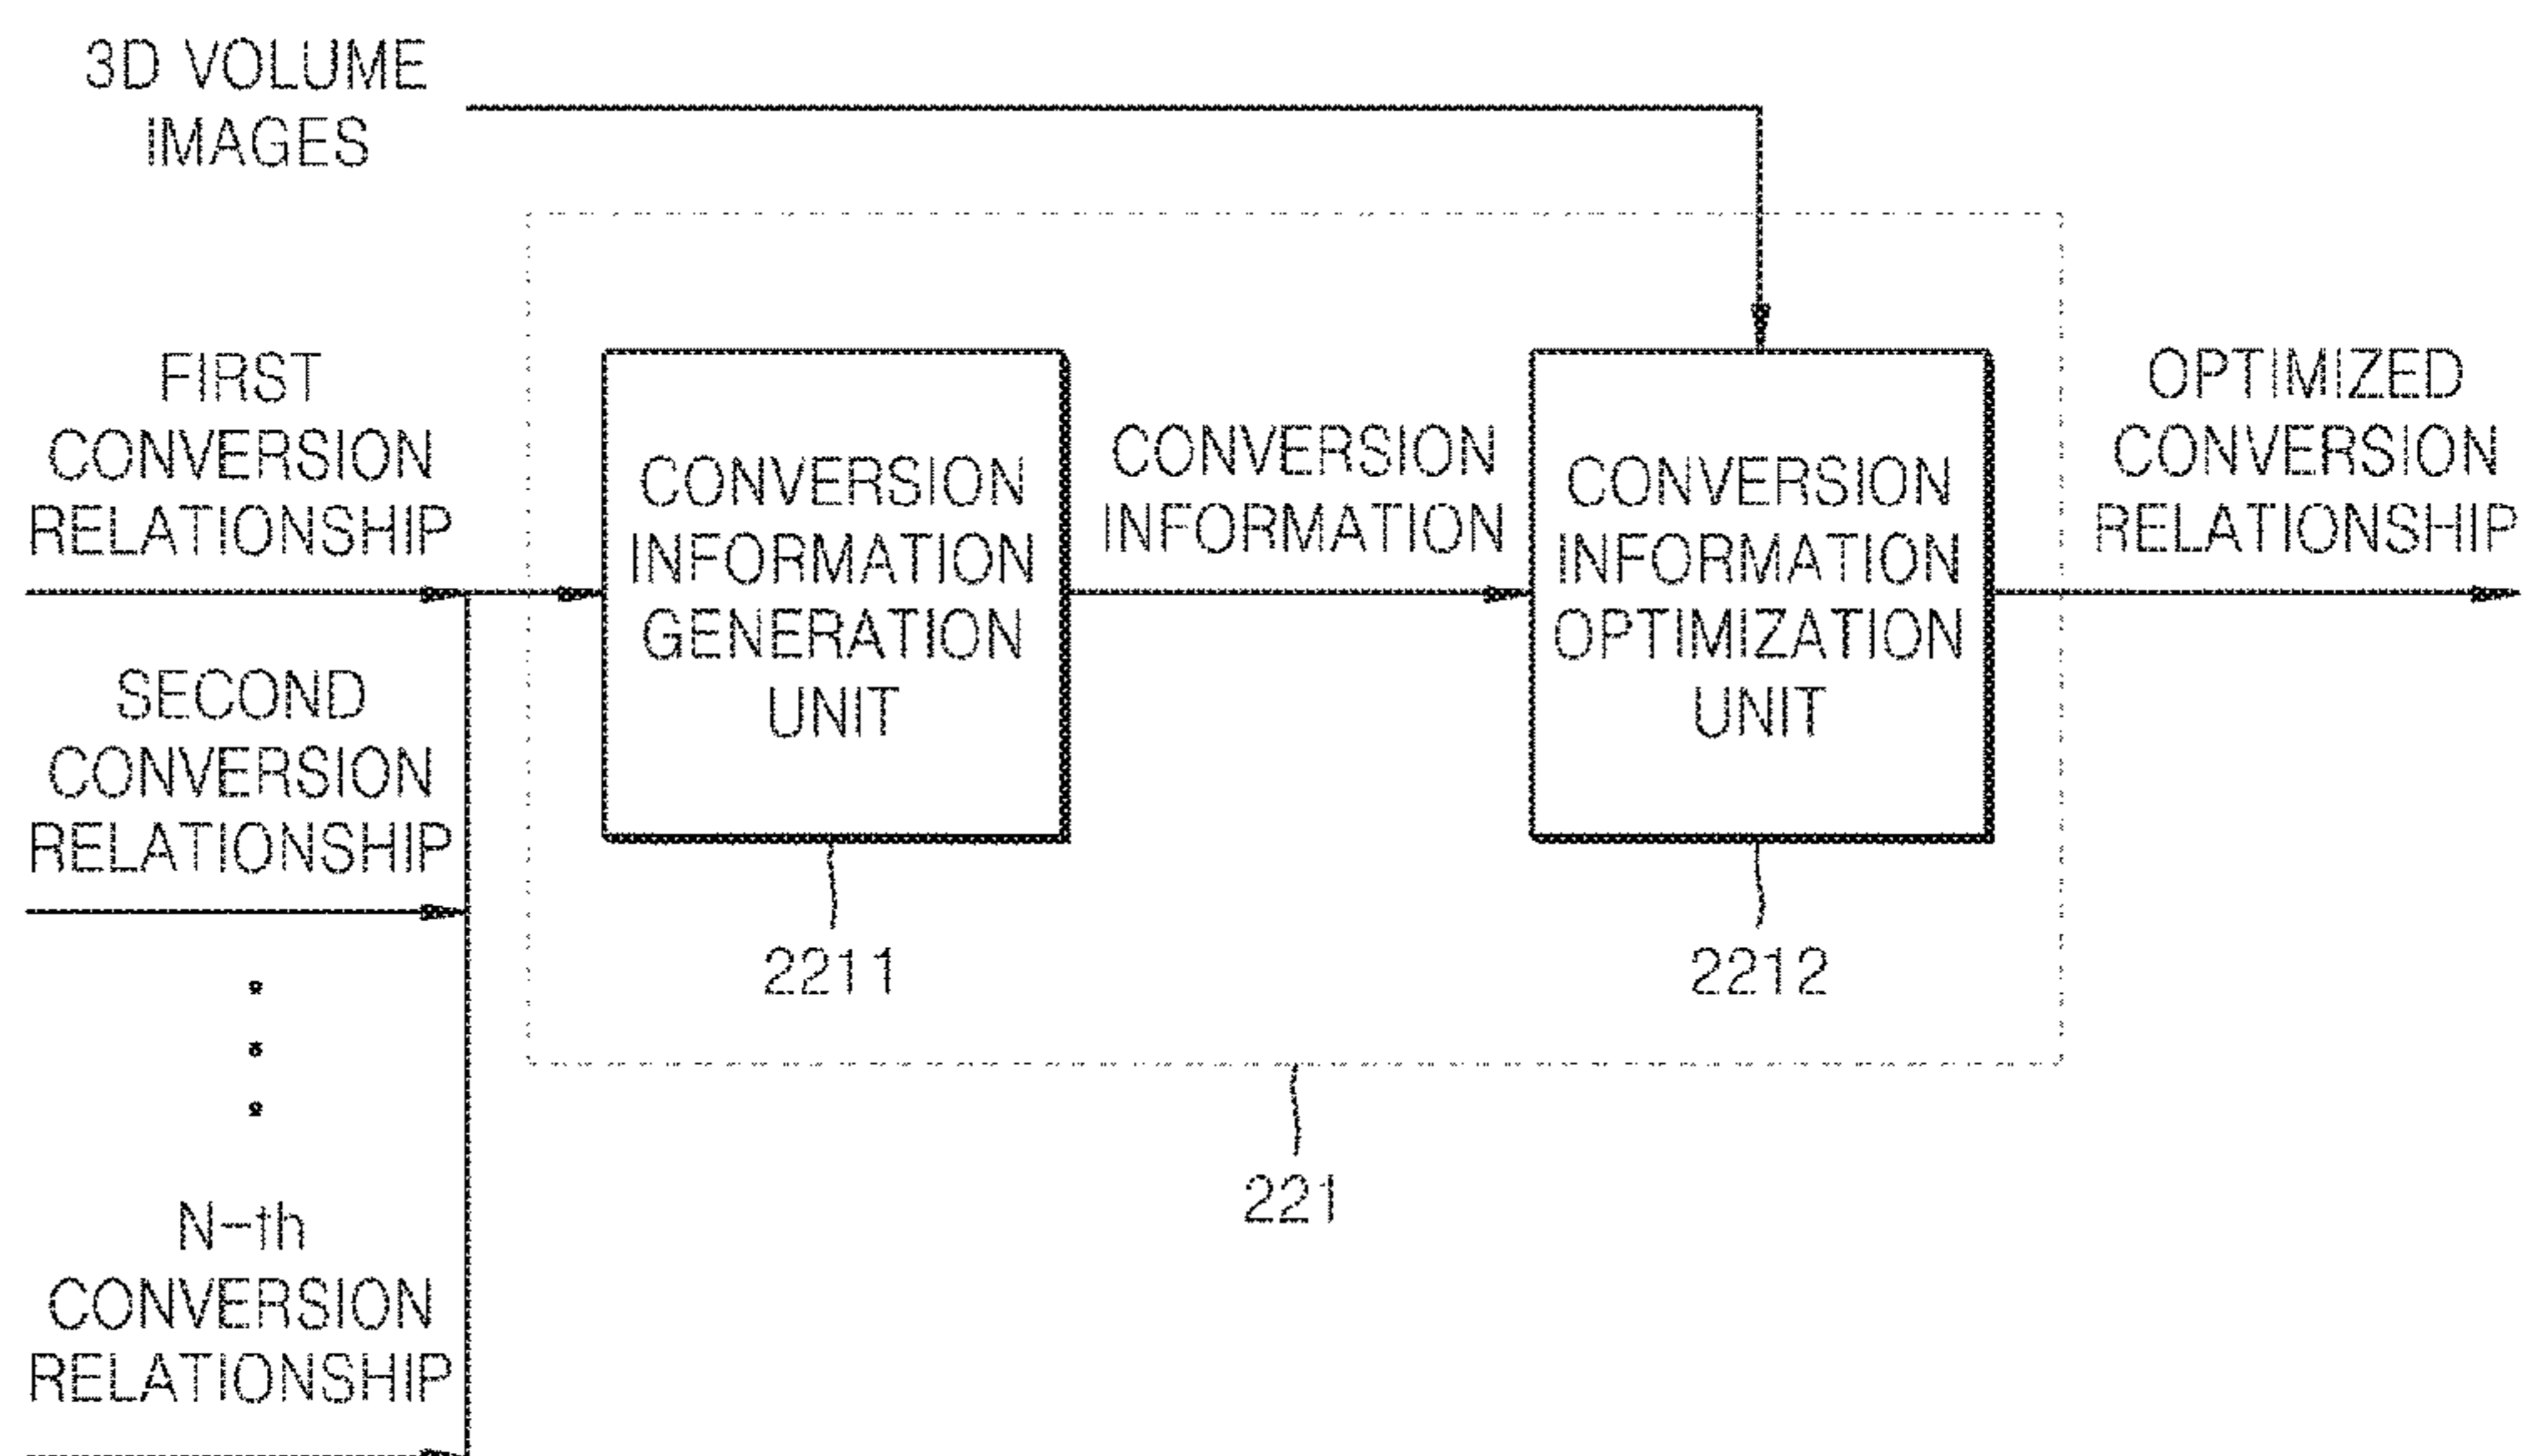 3D VOLUME
IMAGES
FIRST
CONVERSION
RELATIONSHIP
SECOND
CONVERSION
RELATIONSHIP
N-th
CONVERSION
RELATIONSHIP
CONVERSION
INFORMATION
GENERATION
UNIT
2211
CONVERSION
INFORMATION
CONVERSION
INFORMATION
OPTIMIZATION
UNIT
2212
221
OPTIMIZED
CONVERSION
RELATIONSHIP